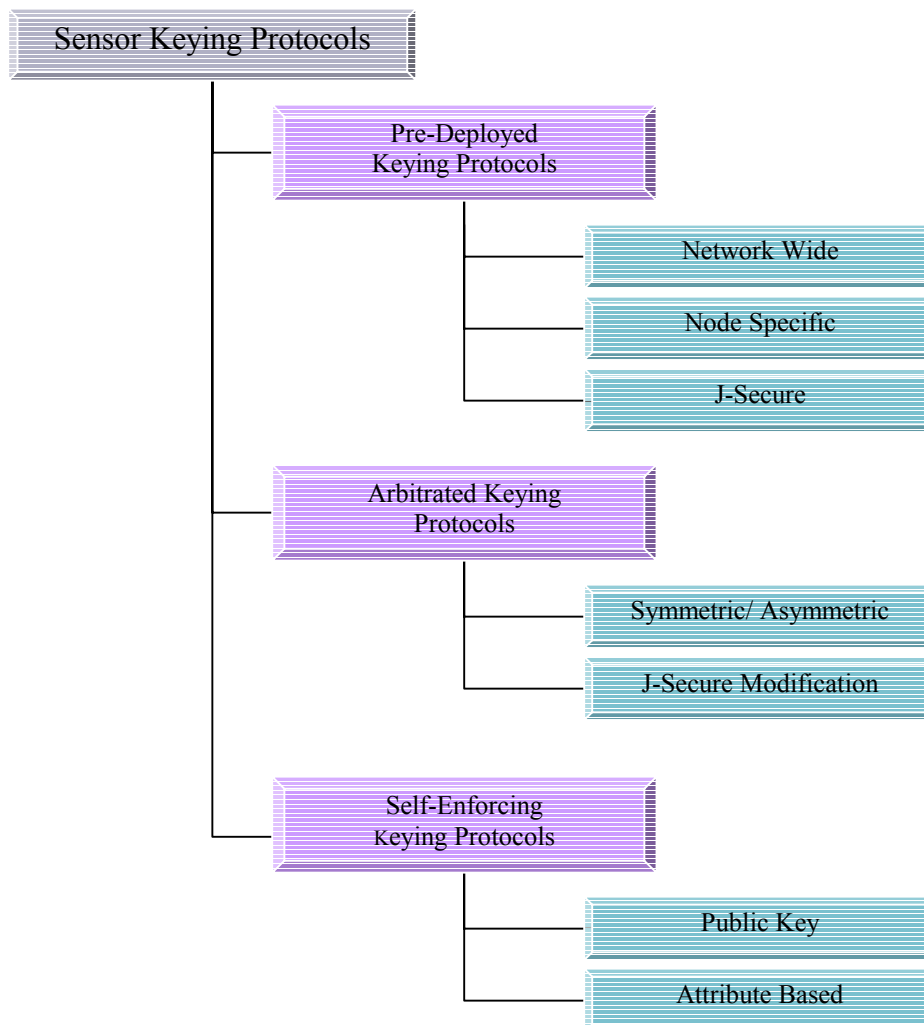 Sensor Keying Protocols
Pre-Deployed
Keying Protocols
Network Wide
Node Specific
J-Secure
Arbitrated Keying
Protocols
Symmetric/ Asymmetric
J-Secure Modification
Self-Enforcing
Keying Protocols
Public Key
Attribute Based